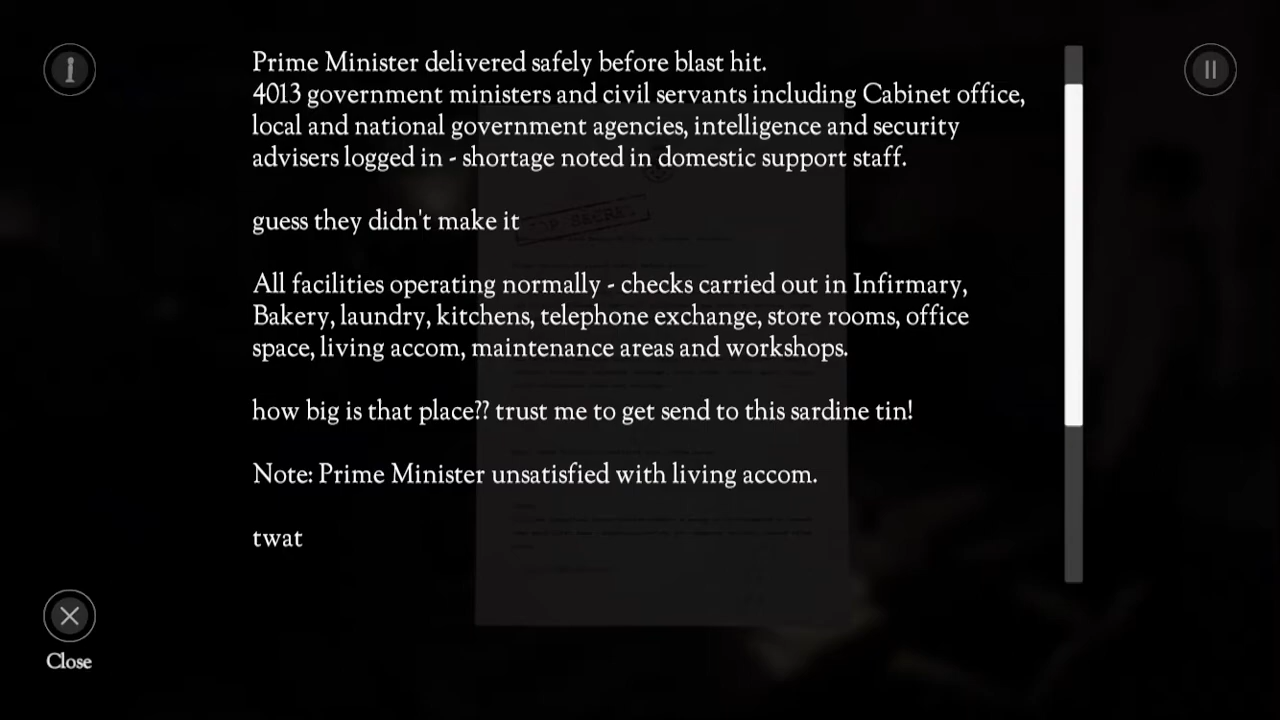 Prime Minister delivered safely before blast hit.
4013 government ministers and civil servants including Cabinet office,
local and national government agencies, intelligence and security
advisers logged in - shortage noted in domestic support staff.
guess they didn't make it
TOP SECRET
All facilities operating normally - checks carried out in Infirmary,
Bakery, laundry, kitchens, telephone exchange, store rooms, office
space, living accom, maintenance areas and workshops.
how big is that place?? trust me to get send to this sardine tin!
Note: Prime Minister unsatisfied with living accom.
twat
Close